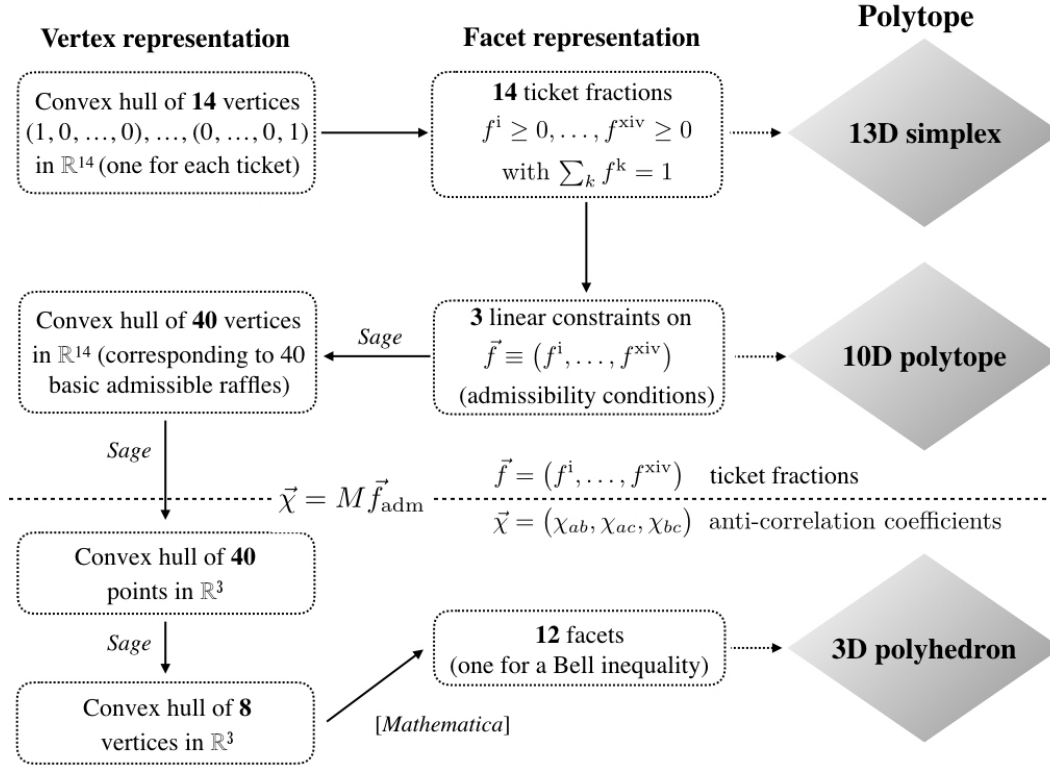 Vertex representation
Facet representation
Polytope
Convex hull of 14 vertices
(1, 0, …, 0), …, (0, …, 0, 1)
in ℝ¹⁴ (one for each ticket)
14 ticket fractions
fⁱ ≥ 0, . . . , fˣⁱᵛ ≥ 0
with ∑ₖ fᵏ = 1
13D simplex
Convex hull of 40 vertices
in ℝ¹⁴ (corresponding to 40
basic admissible raffles)
Sage
3 linear constraints on
f⃗ ≡ (fⁱ, . . . , fˣⁱᵛ)
(admissibility conditions)
10D polytope
Sage
f⃗ = (fⁱ, . . . , fˣⁱᵛ) ticket fractions
χ⃗ = M f⃗_adm
χ⃗ = (χ_ab, χ_ac, χ_bc) anti-correlation coefficients
Convex hull of 40
points in ℝ³
Sage
12 facets
(one for a Bell inequality)
3D polyhedron
Convex hull of 8
vertices in ℝ³
[Mathematica]